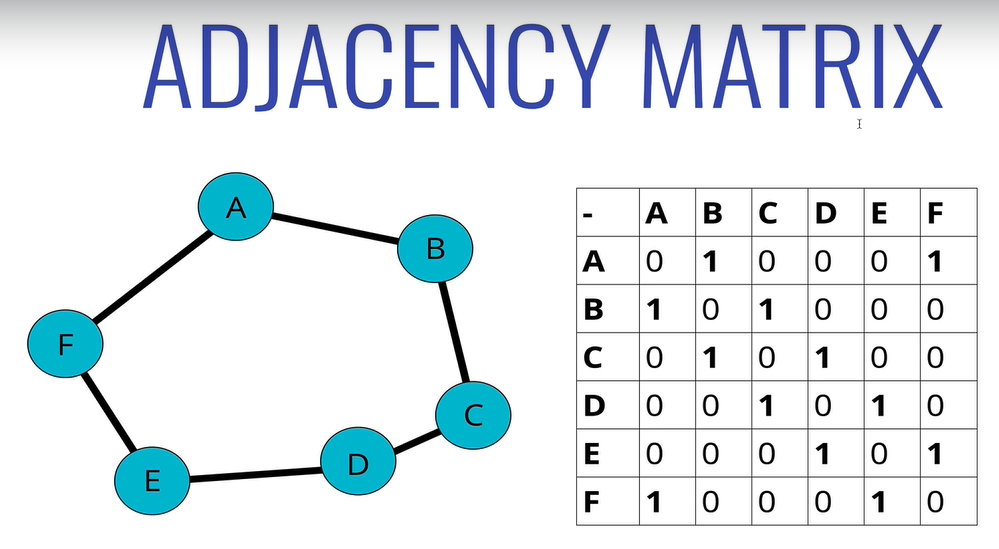 ADJACENCY MATRIX
A
B
F
C
D
E
- A B C D E F
A 0 1 0 0 0 1
B 1 0 1 0 0 0
C 0 1 0 1 0 0
D 0 0 1 0 1 0
E 0 0 0 1 0 1
F 1 0 0 0 1 0